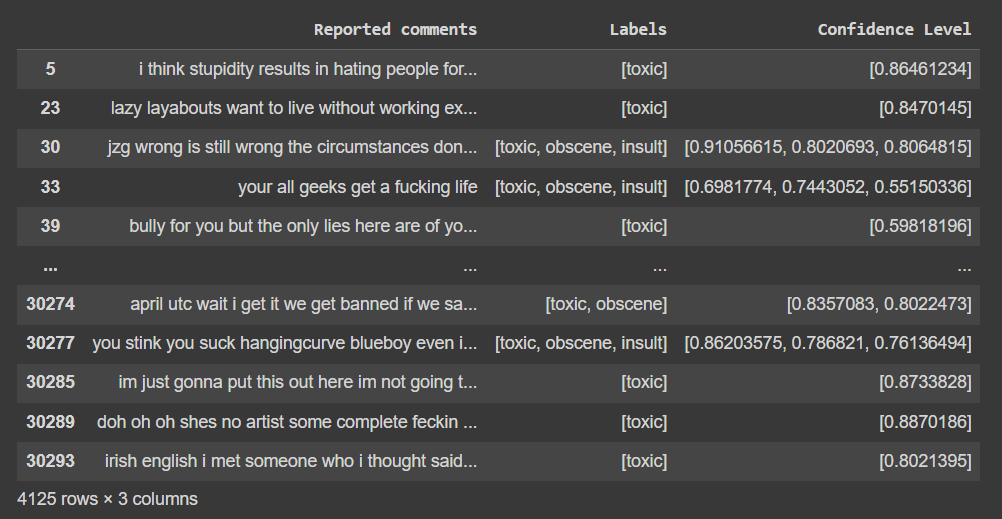 Reported comments Labels Confidence Level
5 i think stupidity results in hating people for... [toxic] [0.86461234]
23 lazy layabouts want to live without working ex... [toxic] [0.8470145]
30 jzg wrong is still wrong the circumstances don... [toxic, obscene, insult] [0.91056615, 0.8020693, 0.8064815]
33 your all geeks get a fucking life [toxic, obscene, insult] [0.6981774, 0.7443052, 0.55150336]
39 bully for you but the only lies here are of yo... [toxic] [0.59818196]
... ... ... ...
30274 april utc wait i get it we get banned if we sa... [toxic, obscene] [0.8357083, 0.8022473]
30277 you stink you suck hangingcurve blueboy even i... [toxic, obscene, insult] [0.86203575, 0.786821, 0.76136494]
30285 im just gonna put this out here im not going t... [toxic] [0.8733828]
30289 doh oh oh shes no artist some complete feckin ... [toxic] [0.8870186]
30293 irish english i met someone who i thought said... [toxic] [0.8021395]
4125 rows × 3 columns